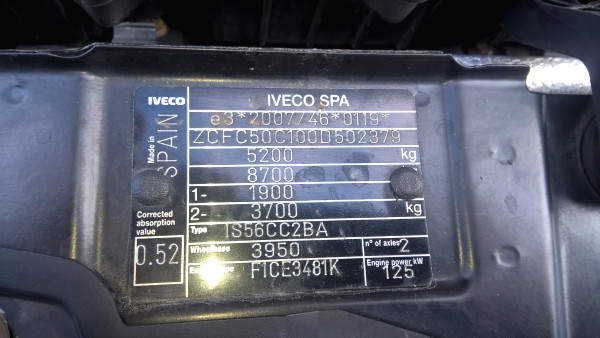 IVECO IVECO SPA
e3*2007/46*0119*
ZCFC50C100D502379
Made in SPAIN
5200 kg
8700
1- 1900
2- 3700 kg
Type IS56CC2BA
Corrected absorption value
0.52
Wheelbase 3950
n° of axies 2
F1CE3481K
Engine power kW
125